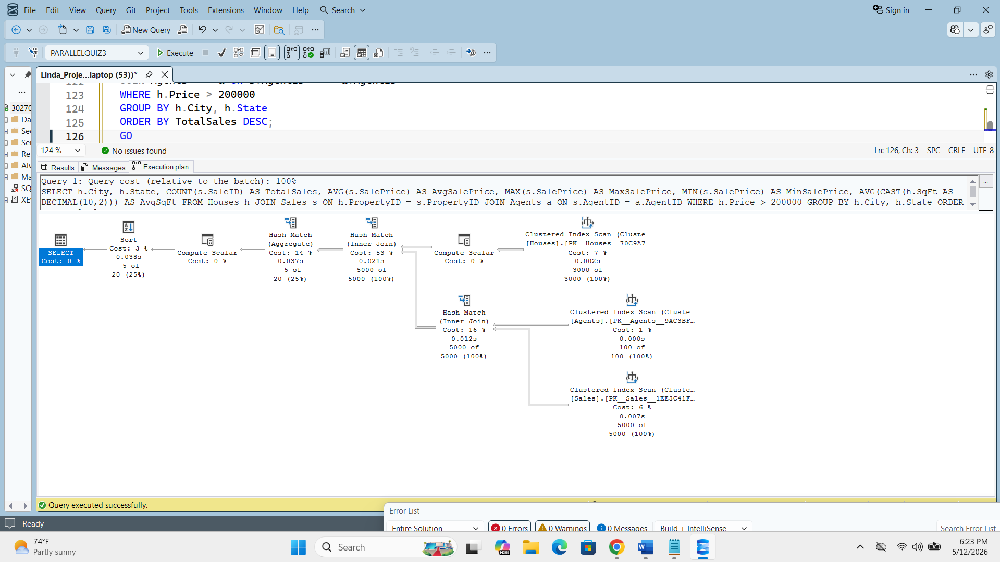 File Edit View Query Git Project Tools Extensions Window Help Search Sign in
New Query
PARALLELQUIZ3 Execute
Linda_Proje...laptop (53))*
122
123 WHERE h.Price > 200000
124 GROUP BY h.City, h.State
125 ORDER BY TotalSales DESC;
126 GO
30270
Da
Sec
Ser
Re
Alv
Ma
SQ
XEv
124 % No issues found Ln: 126, Ch: 3 SPC CRLF UTF-8
Results Messages Execution plan
Query 1: Query cost (relative to the batch): 100%
SELECT h.City, h.State, COUNT(s.SaleID) AS TotalSales, AVG(s.SalePrice) AS AvgSalePrice, MAX(s.SalePrice) AS MaxSalePrice, MIN(s.SalePrice) AS MinSalePrice, AVG(CAST(h.SqFt AS
DECIMAL(10,2))) AS AvgSqFt FROM Houses h JOIN Sales s ON h.PropertyID = s.PropertyID JOIN Agents a ON s.AgentID = a.AgentID WHERE h.Price > 200000 GROUP BY h.City, h.State ORDER
...
SELECT
Cost: 0 %
Sort
Cost: 3 %
0.038s
5 of
20 (25%)
Compute Scalar
Cost: 0 %
Hash Match
(Aggregate)
Cost: 14 %
0.037s
5 of
20 (25%)
Hash Match
(Inner Join)
Cost: 53 %
0.021s
5000 of
5000 (100%)
Compute Scalar
Cost: 0 %
Clustered Index Scan (Cluste...
[Houses].[PK__Houses__70C9A7...
Cost: 7 %
0.002s
3000 of
3000 (100%)
Hash Match
(Inner Join)
Cost: 16 %
0.012s
5000 of
5000 (100%)
Clustered Index Scan (Cluste...
[Agents].[PK__Agents__9AC3BF...
Cost: 1 %
0.000s
100 of
100 (100%)
Clustered Index Scan (Cluste...
[Sales].[PK__Sales__1EE3C41F...
Cost: 6 %
0.007s
5000 of
5000 (100%)
Query executed successfully.
Error List
Entire Solution 0 Errors 0 Warnings 0 Messages Build + IntelliSense Search Error List
Ready
74°F
Partly sunny
Search
M365
6:23 PM
5/12/2026